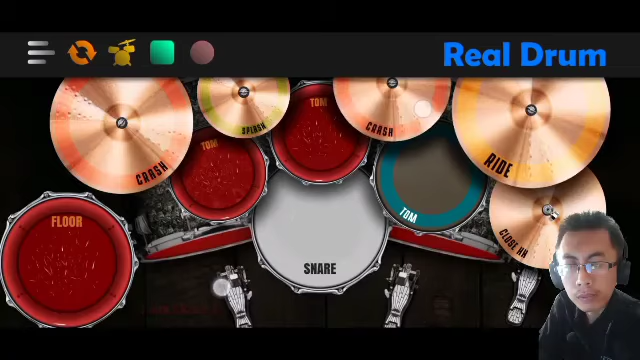 Real Drum
TOM
CRASH
SPLASH
TOM
CRASH
RIDE
TOM
CLOSE HH
FLOOR
SNARE